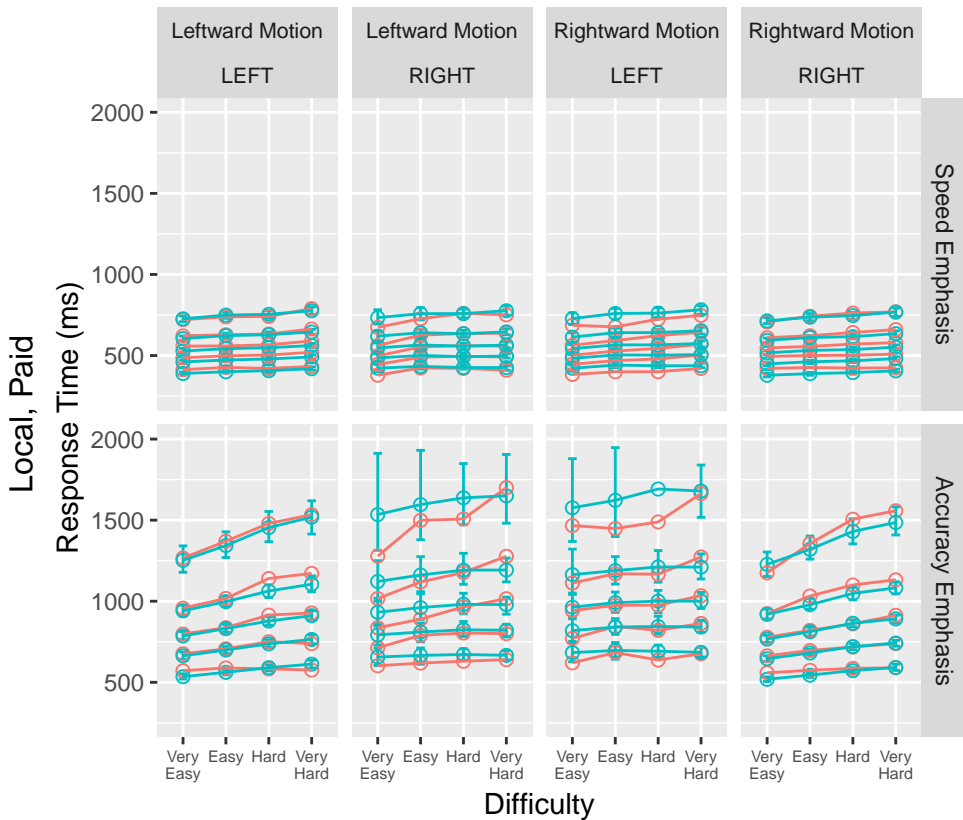 Leftward Motion
LEFT
Leftward Motion
RIGHT
Rightward Motion
LEFT
Rightward Motion
RIGHT
Local, Paid
Response Time (ms)
2000
1500
1000
500
Speed Emphasis
2000
1500
1000
500
Accuracy Emphasis
Very Easy
Easy
Hard
Very Hard
Very Easy
Easy
Hard
Very Hard
Very Easy
Easy
Hard
Very Hard
Very Easy
Easy
Hard
Very Hard
Difficulty